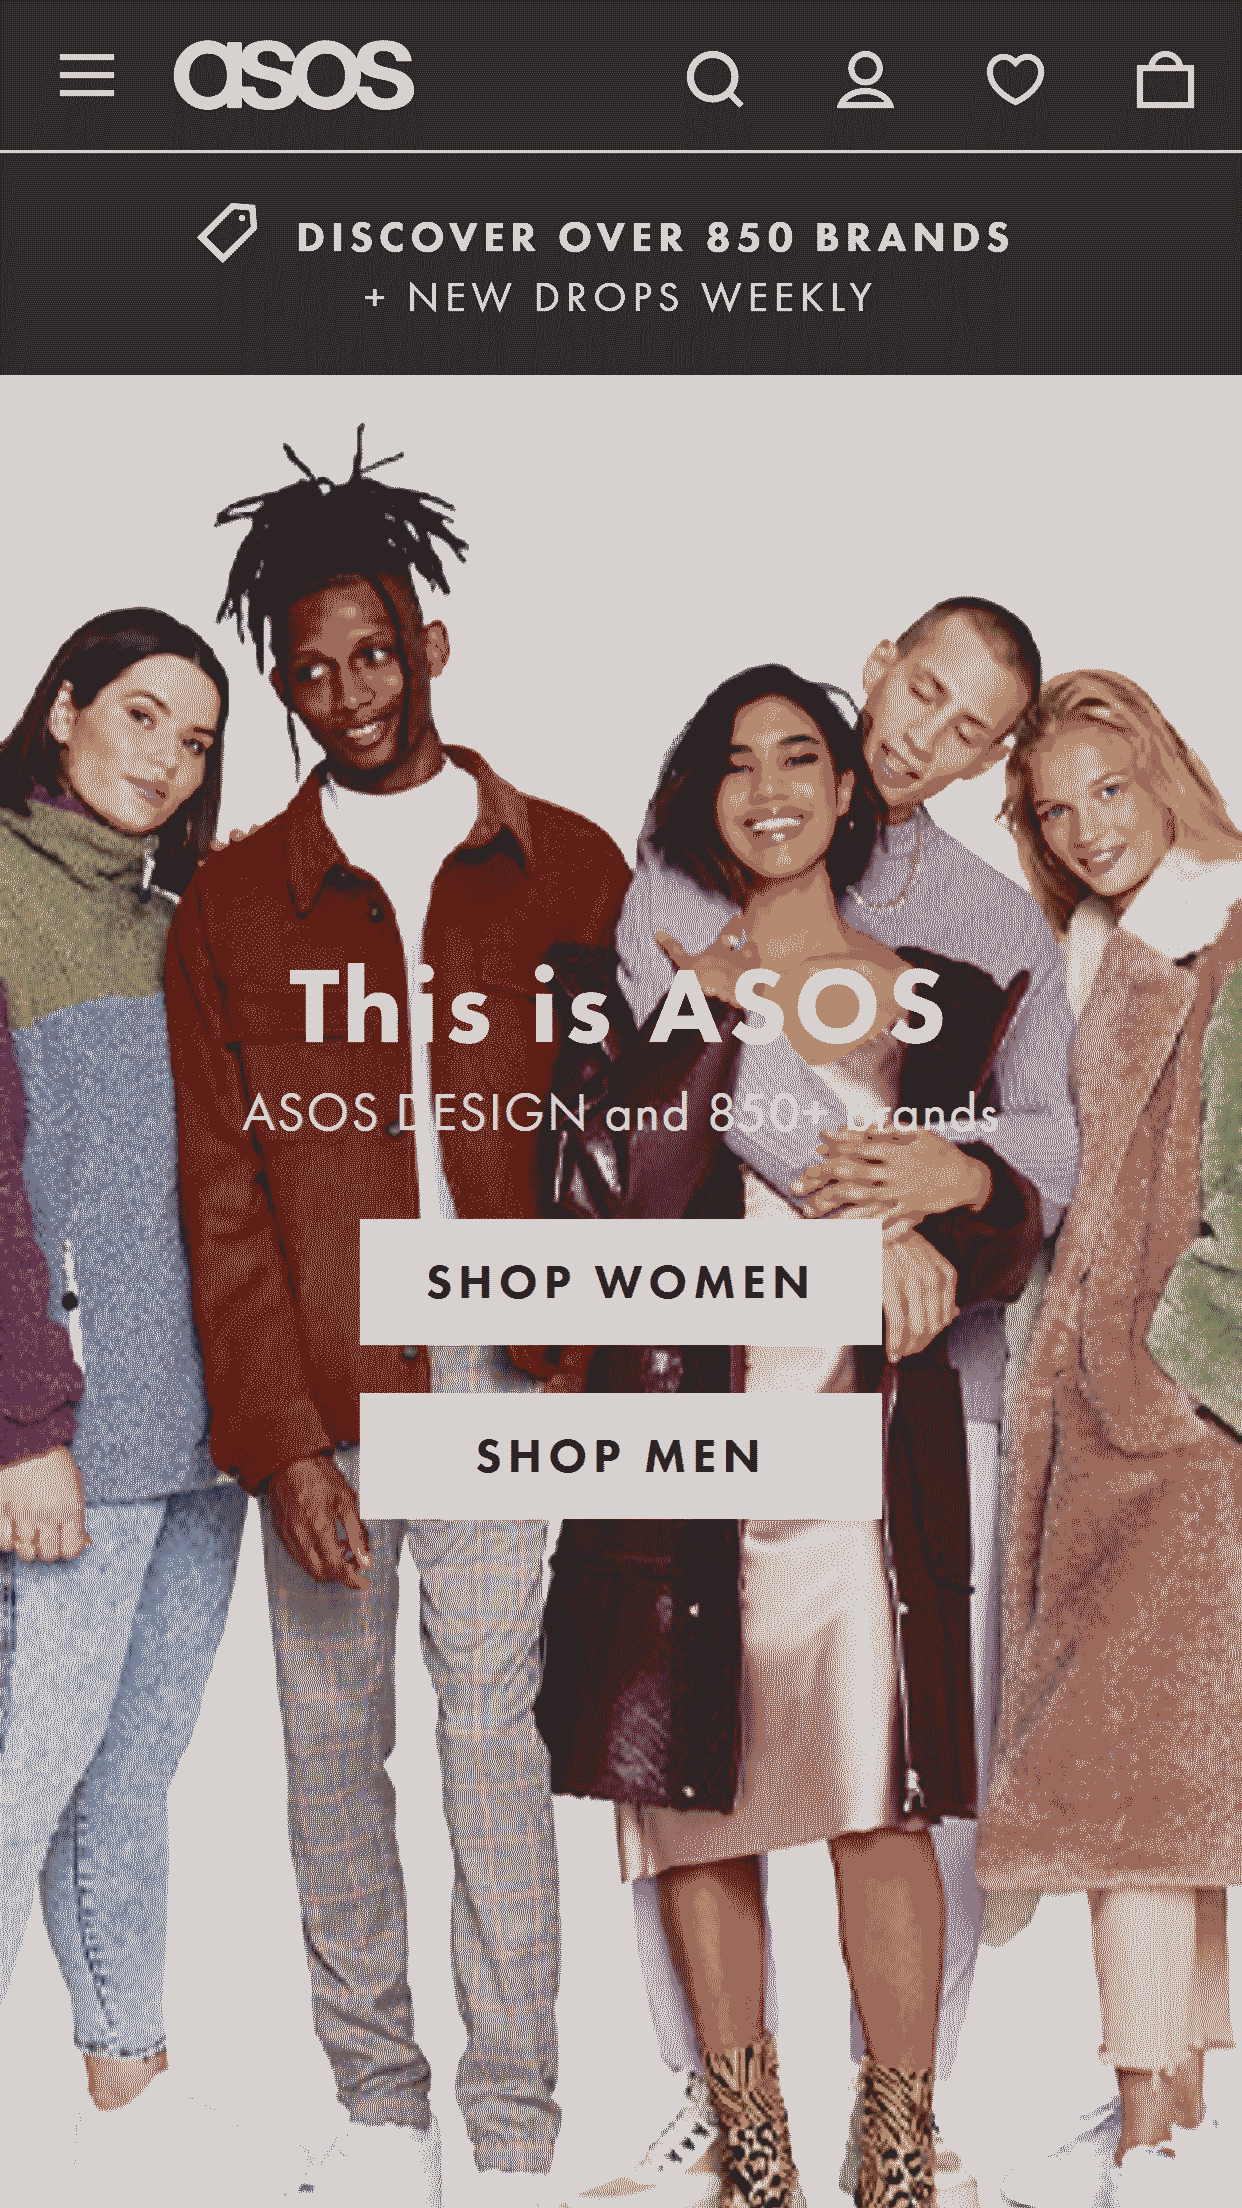 asos
DISCOVER OVER 850 BRANDS
+ NEW DROPS WEEKLY
This is ASOS
ASOS DESIGN and 850+ brands
SHOP WOMEN
SHOP MEN